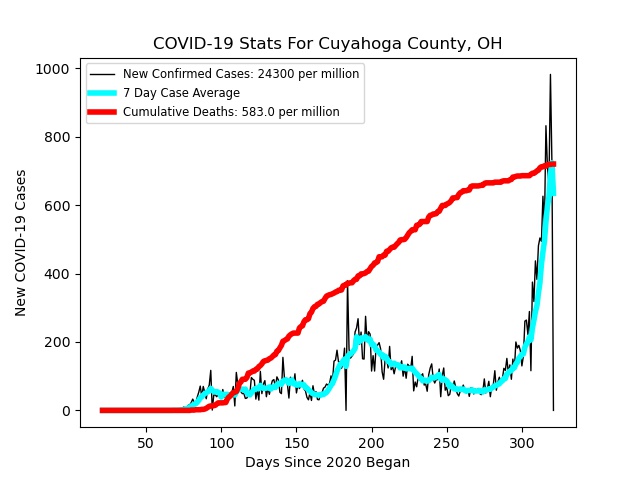 COVID-19 Stats For Cuyahoga County, OH
New Confirmed Cases: 24300 per million
7 Day Case Average
Cumulative Deaths: 583.0 per million
New COVID-19 Cases
1000
800
600
400
200
0
50 100 150 200 250 300
Days Since 2020 Began